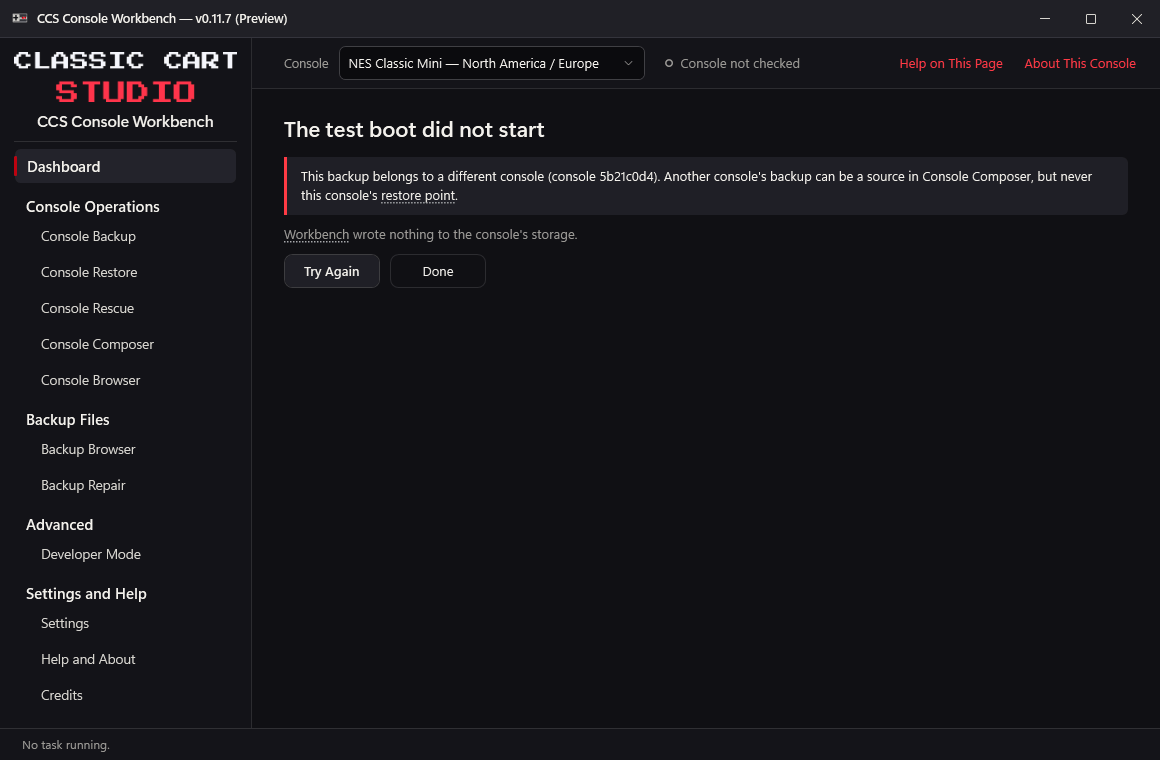 CCS Console Workbench — v0.11.7 (Preview)
CLASSIC CART
STUDIO
CCS Console Workbench
Dashboard
Console Operations
Console Backup
Console Restore
Console Rescue
Console Composer
Console Browser
Backup Files
Backup Browser
Backup Repair
Advanced
Developer Mode
Settings and Help
Settings
Help and About
Credits
Console
NES Classic Mini — North America / Europe
Console not checked
Help on This Page
About This Console
The test boot did not start
This backup belongs to a different console (console 5b21c0d4). Another console's backup can be a source in Console Composer, but never
this console's restore point.
Workbench wrote nothing to the console's storage.
Try Again
Done
No task running.